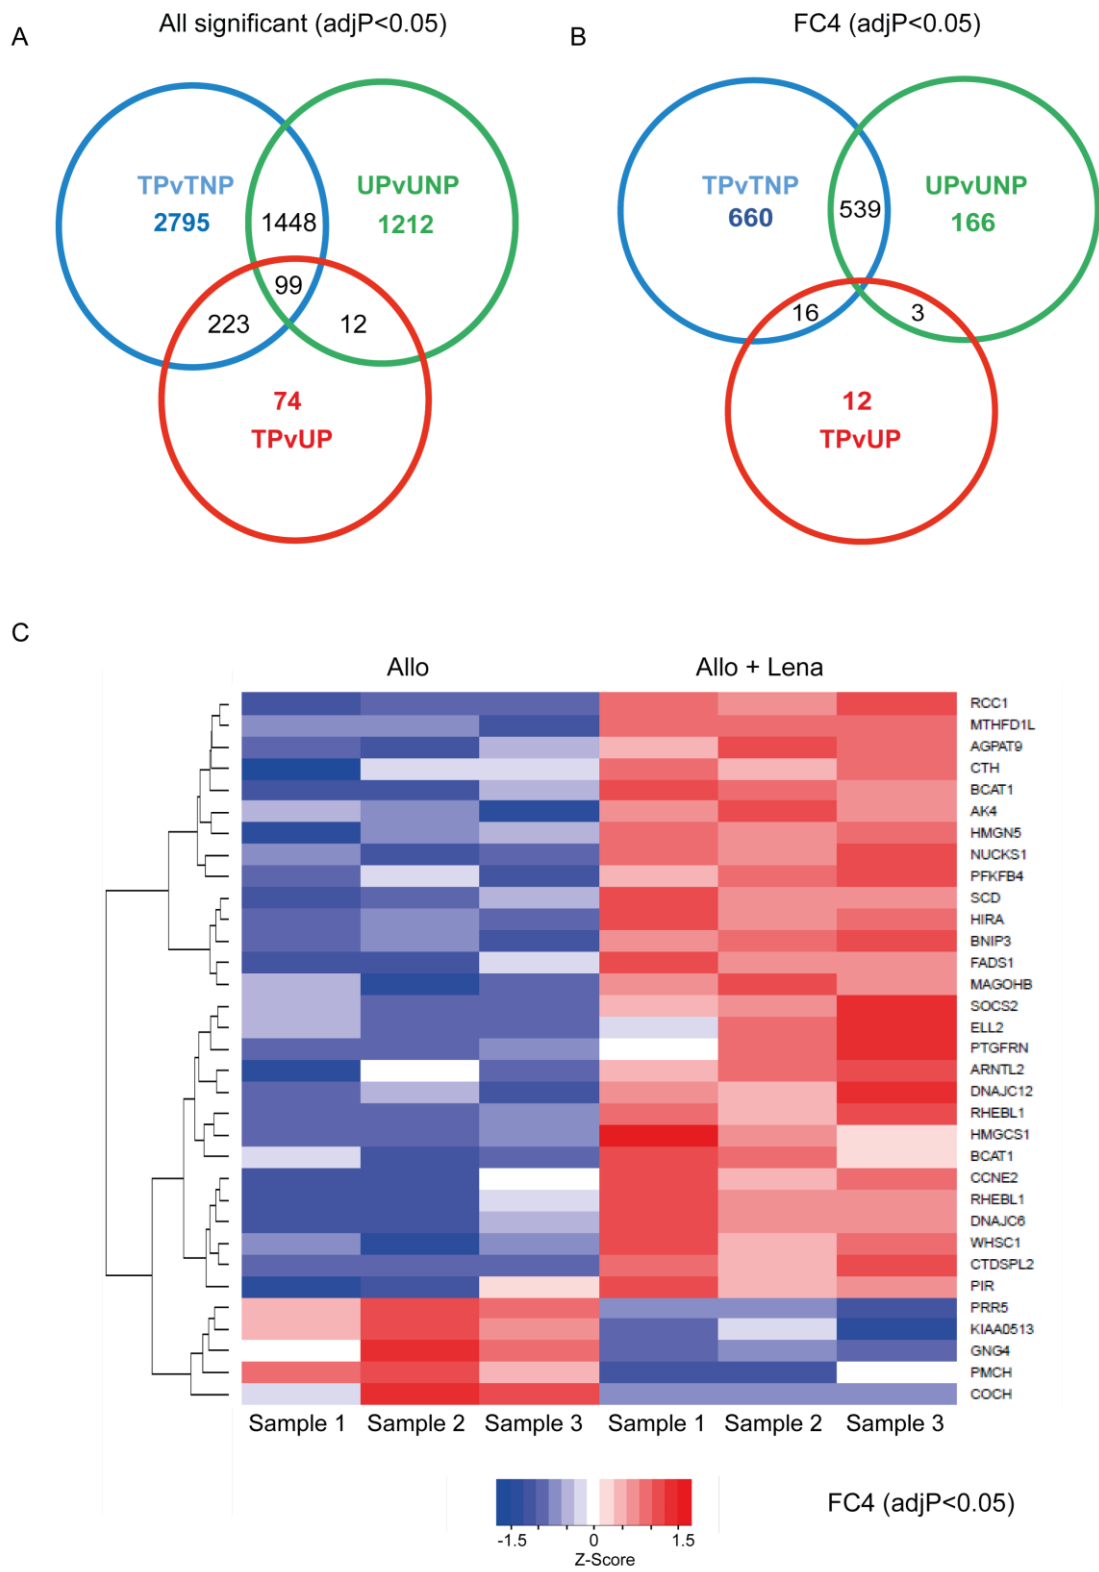 A
All significant (adjP<0.05)
TPvTNP
2795
1448
UPvUNP
1212
99
223
12
74
TPvUP
B
FC4 (adjP<0.05)
TPvTNP
660
539
UPvUNP
166
16
3
12
TPvUP
C
Allo
Allo + Lena
RCC1
MTHFD1L
AGPAT9
CTH
BCAT1
AK4
HMGN5
NUCKS1
PFKFB4
SCD
HIRA
BNIP3
FADS1
MAGOHB
SOCS2
ELL2
PTGFRN
ARNTL2
DNAJC12
RHEBL1
HMGCS1
BCAT1
CCNE2
RHEBL1
DNAJC6
WHSC1
CTDSPL2
PIR
PRR5
KIAA0513
GNG4
PMCH
COCH
Sample 1 Sample 2 Sample 3 Sample 1 Sample 2 Sample 3
-1.5 0 1.5
Z-Score
FC4 (adjP<0.05)